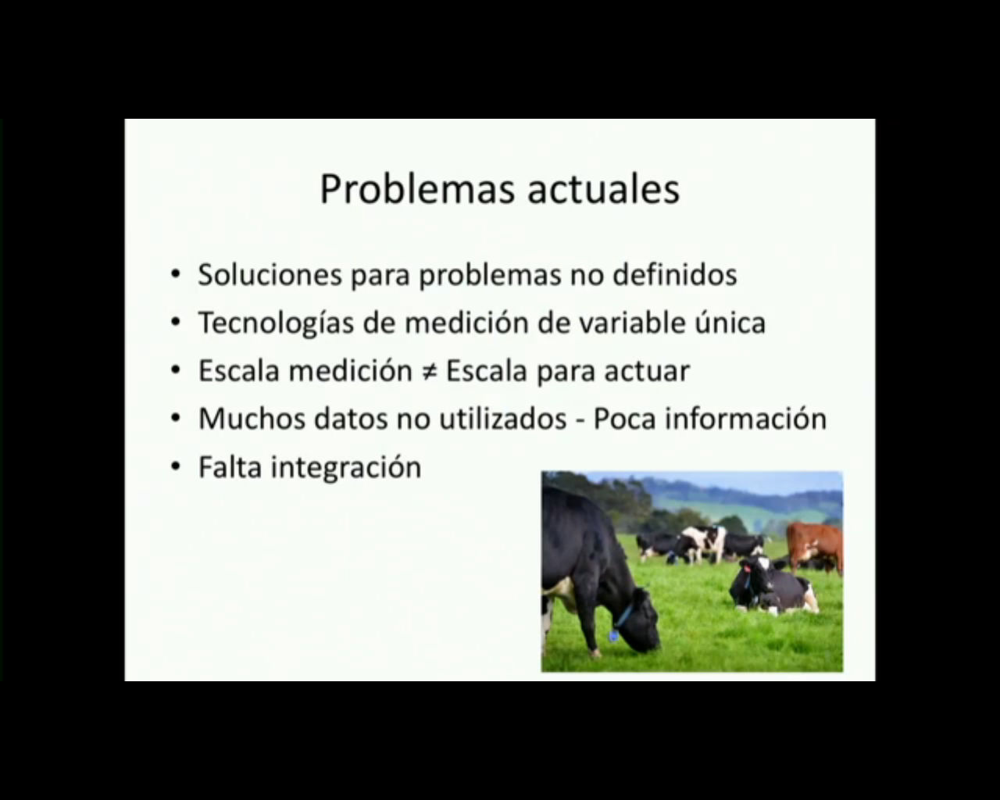 Problemas actuales
• Soluciones para problemas no definidos
• Tecnologías de medición de variable única
• Escala medición ≠ Escala para actuar
• Muchos datos no utilizados - Poca información
• Falta integración